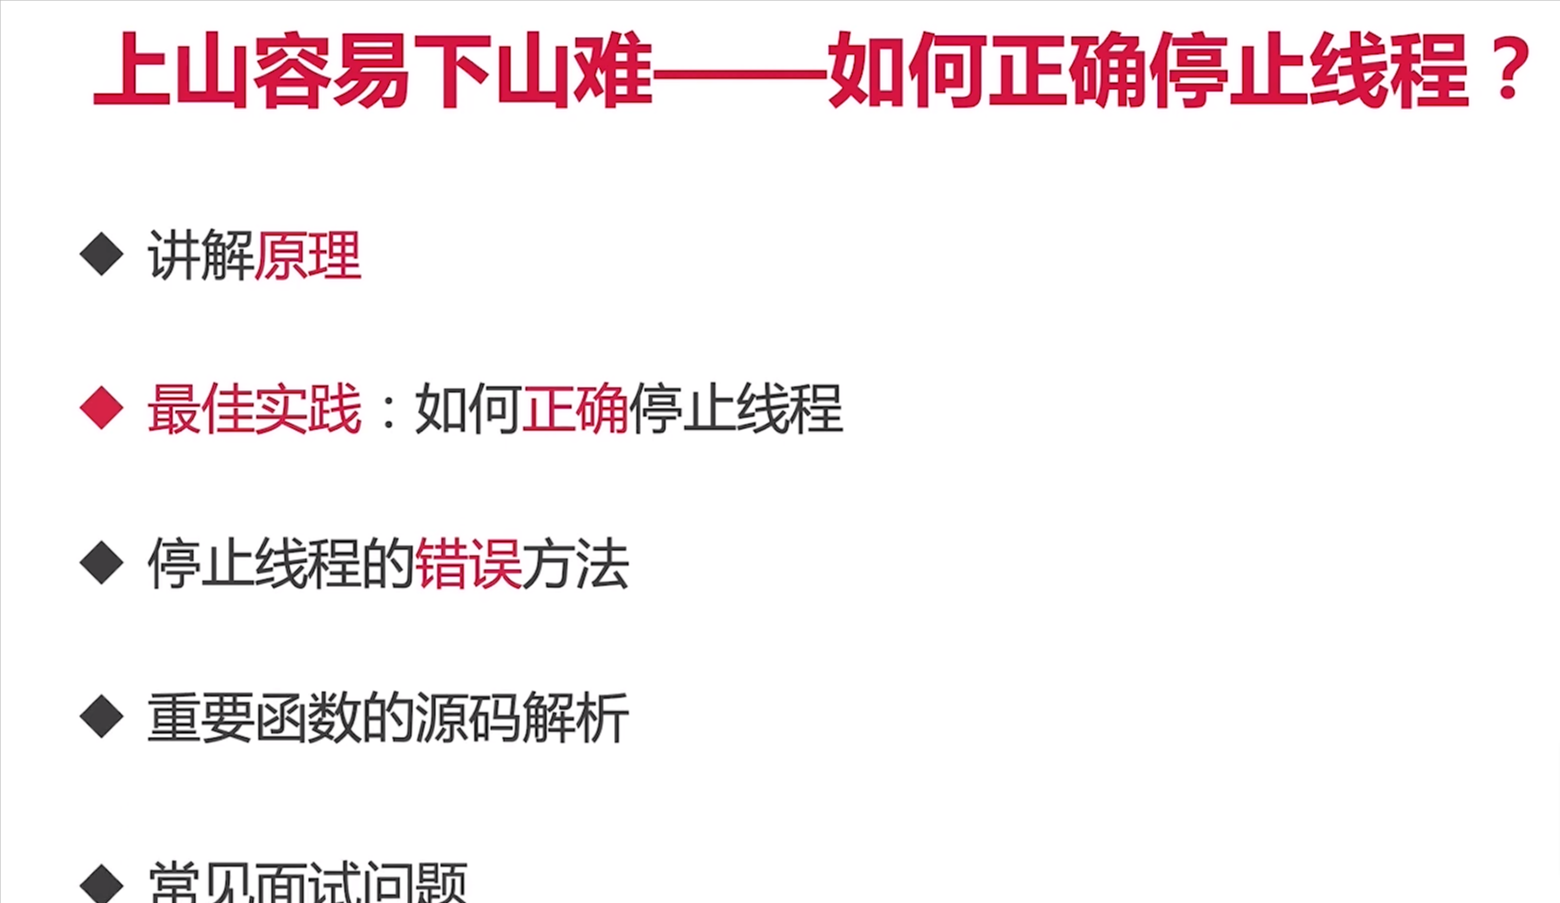 上山容易下山难——如何正确停止线程？
讲解原理
最佳实践：如何正确停止线程
停止线程的错误方法
重要函数的源码解析
常见面试问题